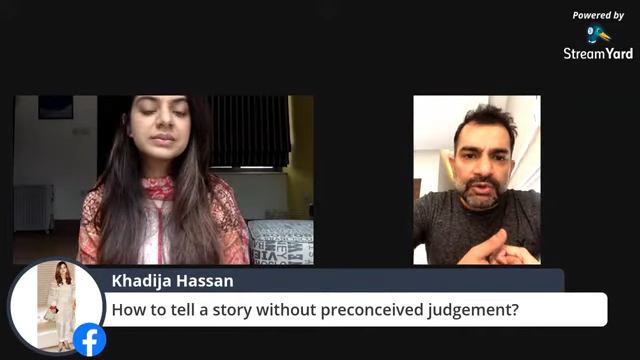 Powered by
StreamYard
Khadija Hassan
How to tell a story without preconceived judgement?